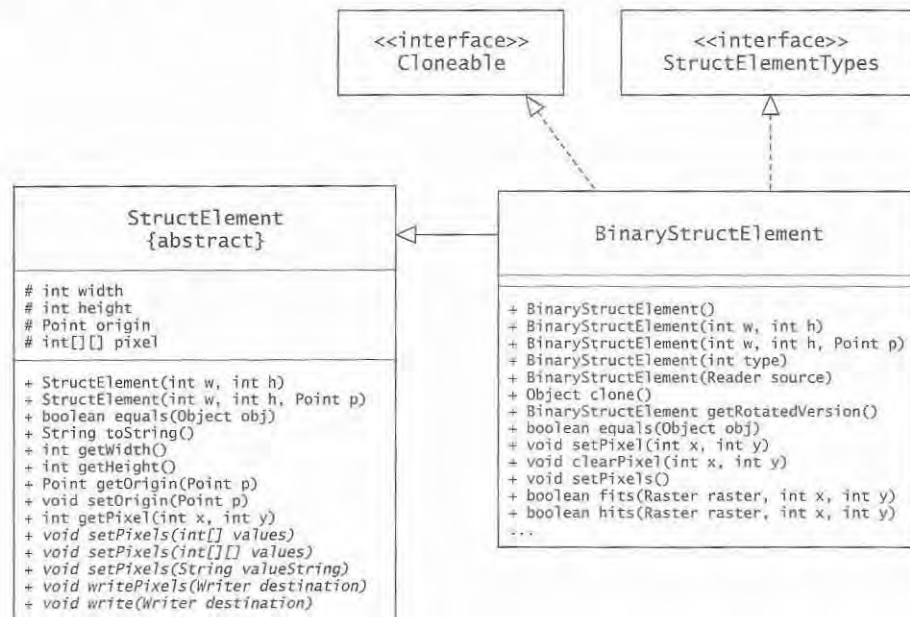 <<interface>>
Cloneable
<<interface>>
StructElementTypes
StructElement
{abstract}
# int width
# int height
# Point origin
# int[][] pixel
+ StructElement(int w, int h)
+ StructElement(int w, int h, Point p)
+ boolean equals(Object obj)
+ String toString()
+ int getWidth()
+ int getHeight()
+ Point getOrigin(Point p)
+ void setOrigin(Point p)
+ int getPixel(int x, int y)
+ void setPixels(int[] values)
+ void setPixels(int[][] values)
+ void setPixels(String valueString)
+ void writePixels(Writer destination)
+ void write(Writer destination)
BinaryStructElement
+ BinaryStructElement()
+ BinaryStructElement(int w, int h)
+ BinaryStructElement(int w, int h, Point p)
+ BinaryStructElement(int type)
+ BinaryStructElement(Reader source)
+ Object clone()
+ BinaryStructElement getRotatedVersion()
+ boolean equals(Object obj)
+ void setPixel(int x, int y)
+ void clearPixel(int x, int y)
+ void setPixels()
+ boolean fits(Raster raster, int x, int y)
+ boolean hits(Raster raster, int x, int y)
...